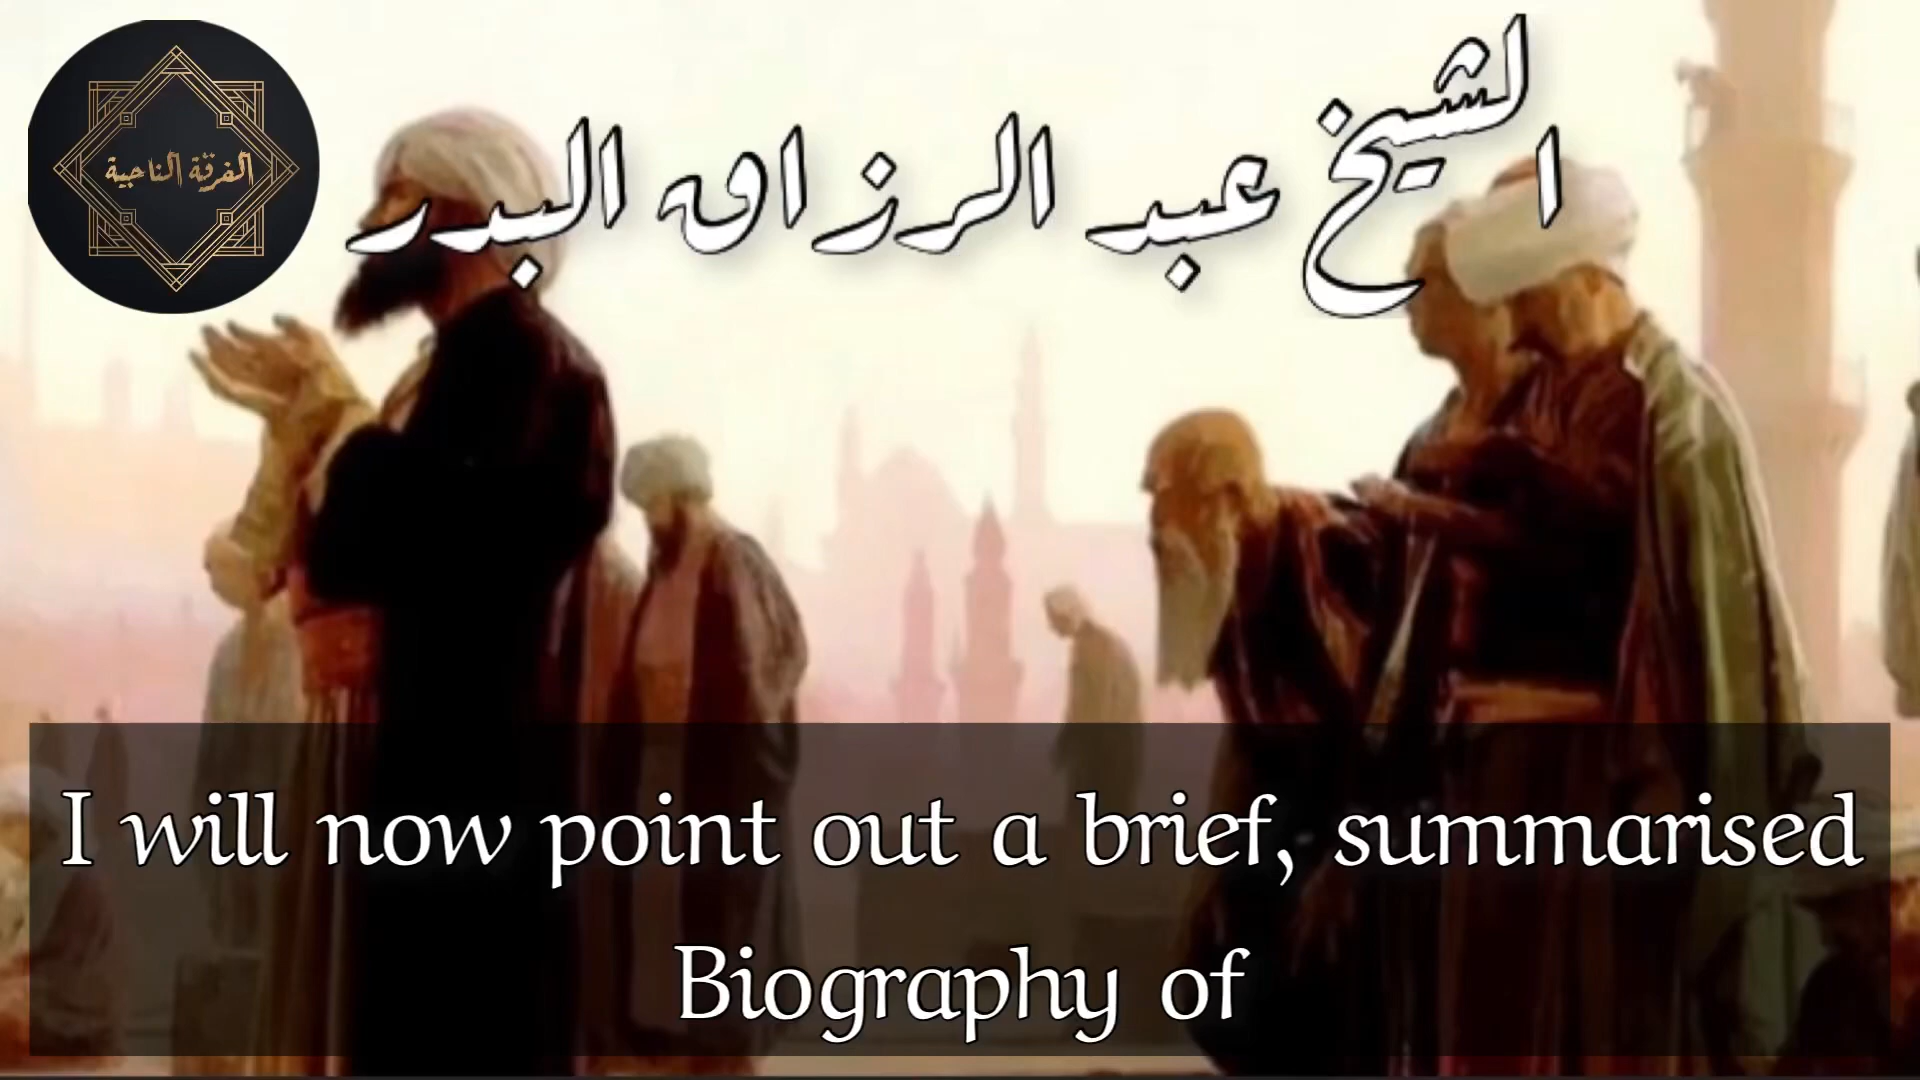 الفرقة الناجية
الشيخ عبد الرزاق البدر
I will now point out a brief, summarised
Biography of